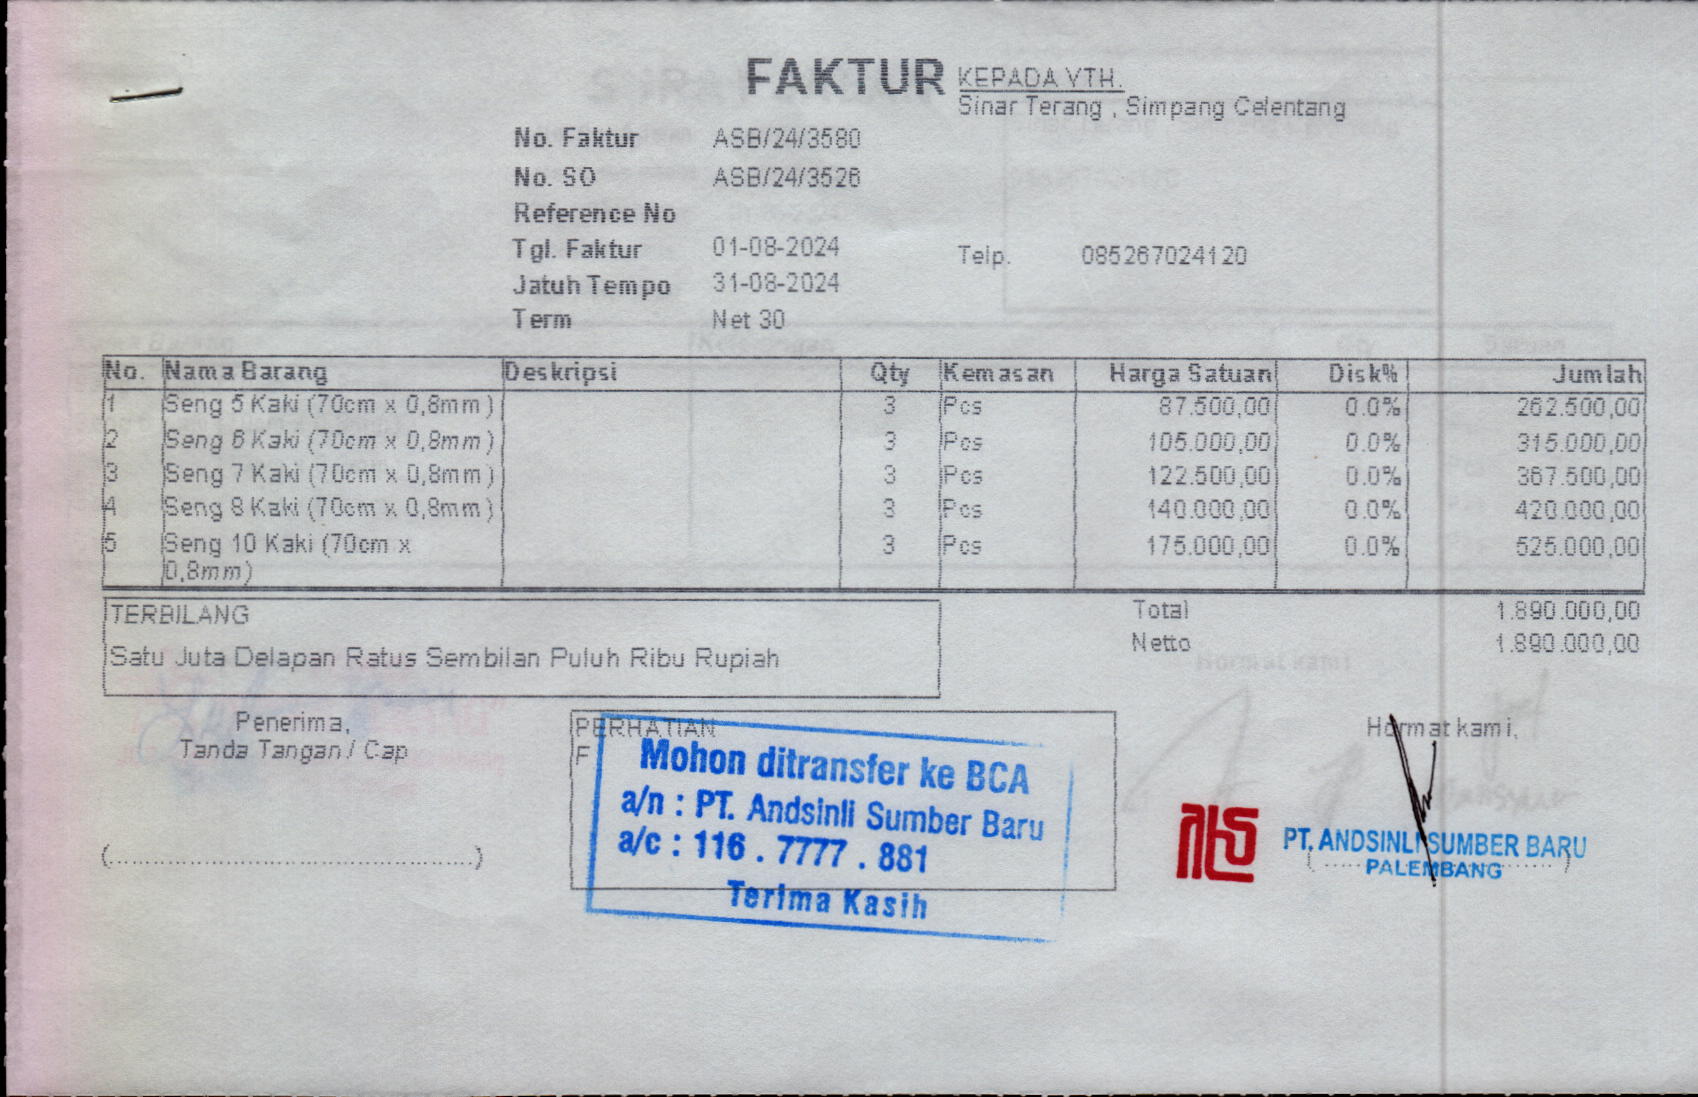 FAKTUR
KEPADA YTH.
Sinar Terang , Simpang Celentang
No. Faktur ASB/24/3580
No. SO ASB/24/3526
Reference No
Tgl. Faktur 01-08-2024
Telp. 085267024120
Jatuh Tempo 31-08-2024
Term Net 30
No. Nama Barang Deskripsi Qty Kemasan Harga Satuan Disk% Jumlah
1 Seng 5 Kaki (70cm x 0,8mm) 3 Pcs 87.500,00 0.0% 262.500,00
2 Seng 6 Kaki (70cm x 0,8mm) 3 Pcs 105.000,00 0.0% 315.000,00
3 Seng 7 Kaki (70cm x 0,8mm) 3 Pcs 122.500,00 0.0% 367.500,00
4 Seng 8 Kaki (70cm x 0,8mm) 3 Pcs 140.000,00 0.0% 420.000,00
5 Seng 10 Kaki (70cm x 3 Pcs 175.000,00 0.0% 525.000,00
0,8mm)
TERBILANG
Satu Juta Delapan Ratus Sembilan Puluh Ribu Rupiah
Total 1.890.000,00
Netto 1.890.000,00
Penerima,
Tanda Tangan / Cap
(............................................................)
PERHATIAN
F
Mohon ditransfer ke BCA
a/n : PT. Andsinli Sumber Baru
a/c : 116 . 7777 . 881
Terima Kasih
Hormat kami,
PT. ANDSINLI SUMBER BARU
PALEMBANG